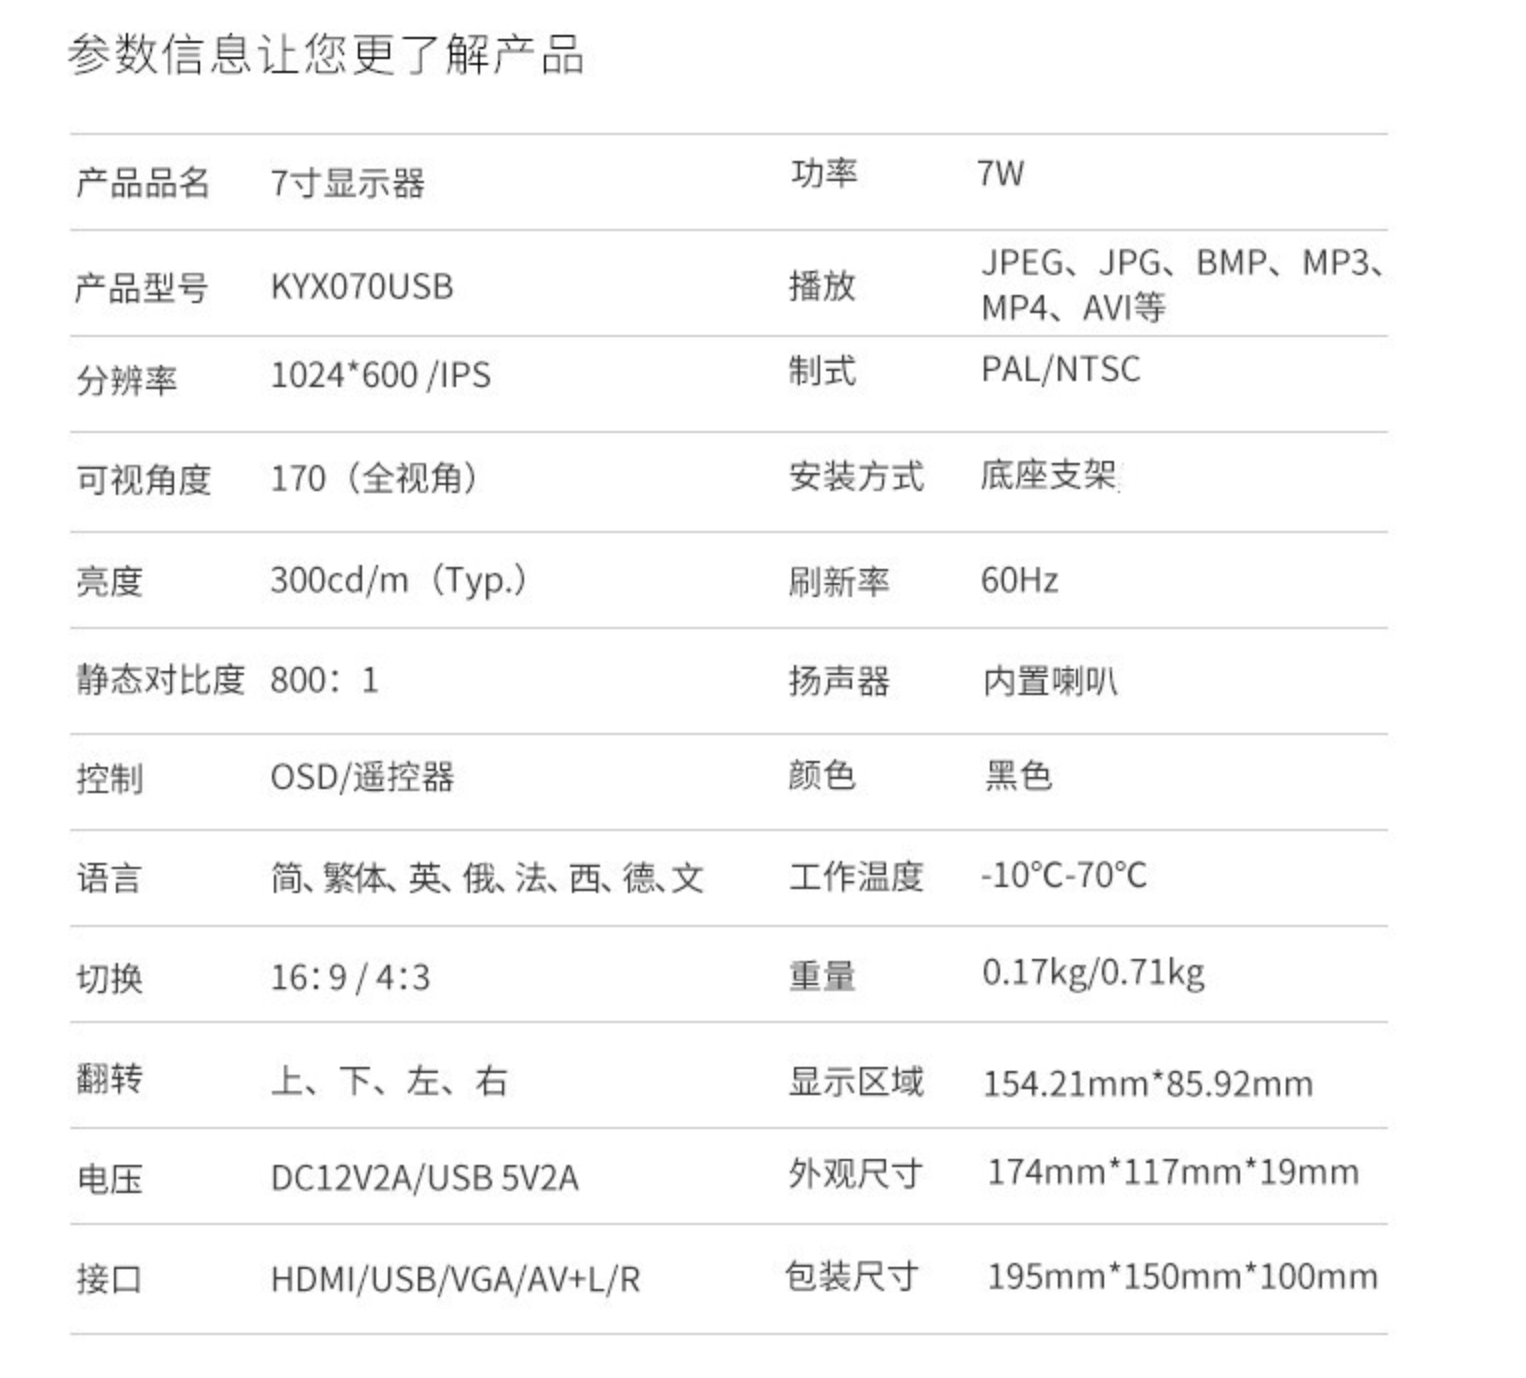 参数信息让您更了解产品
产品品名 7寸显示器 功率 7W
产品型号 KYX070USB 播放 JPEG、JPG、BMP、MP3、
MP4、AVI等
分辨率 1024*600 /IPS 制式 PAL/NTSC
可视角度 170（全视角） 安装方式 底座支架
亮度 300cd/m（Typ.） 刷新率 60Hz
静态对比度 800：1 扬声器 内置喇叭
控制 OSD/遥控器 颜色 黑色
语言 简、繁体、英、俄、法、西、德、文 工作温度 -10℃-70℃
切换 16:9 / 4:3 重量 0.17kg/0.71kg
翻转 上、下、左、右 显示区域 154.21mm*85.92mm
电压 DC12V2A/USB 5V2A 外观尺寸 174mm*117mm*19mm
接口 HDMI/USB/VGA/AV+L/R 包装尺寸 195mm*150mm*100mm